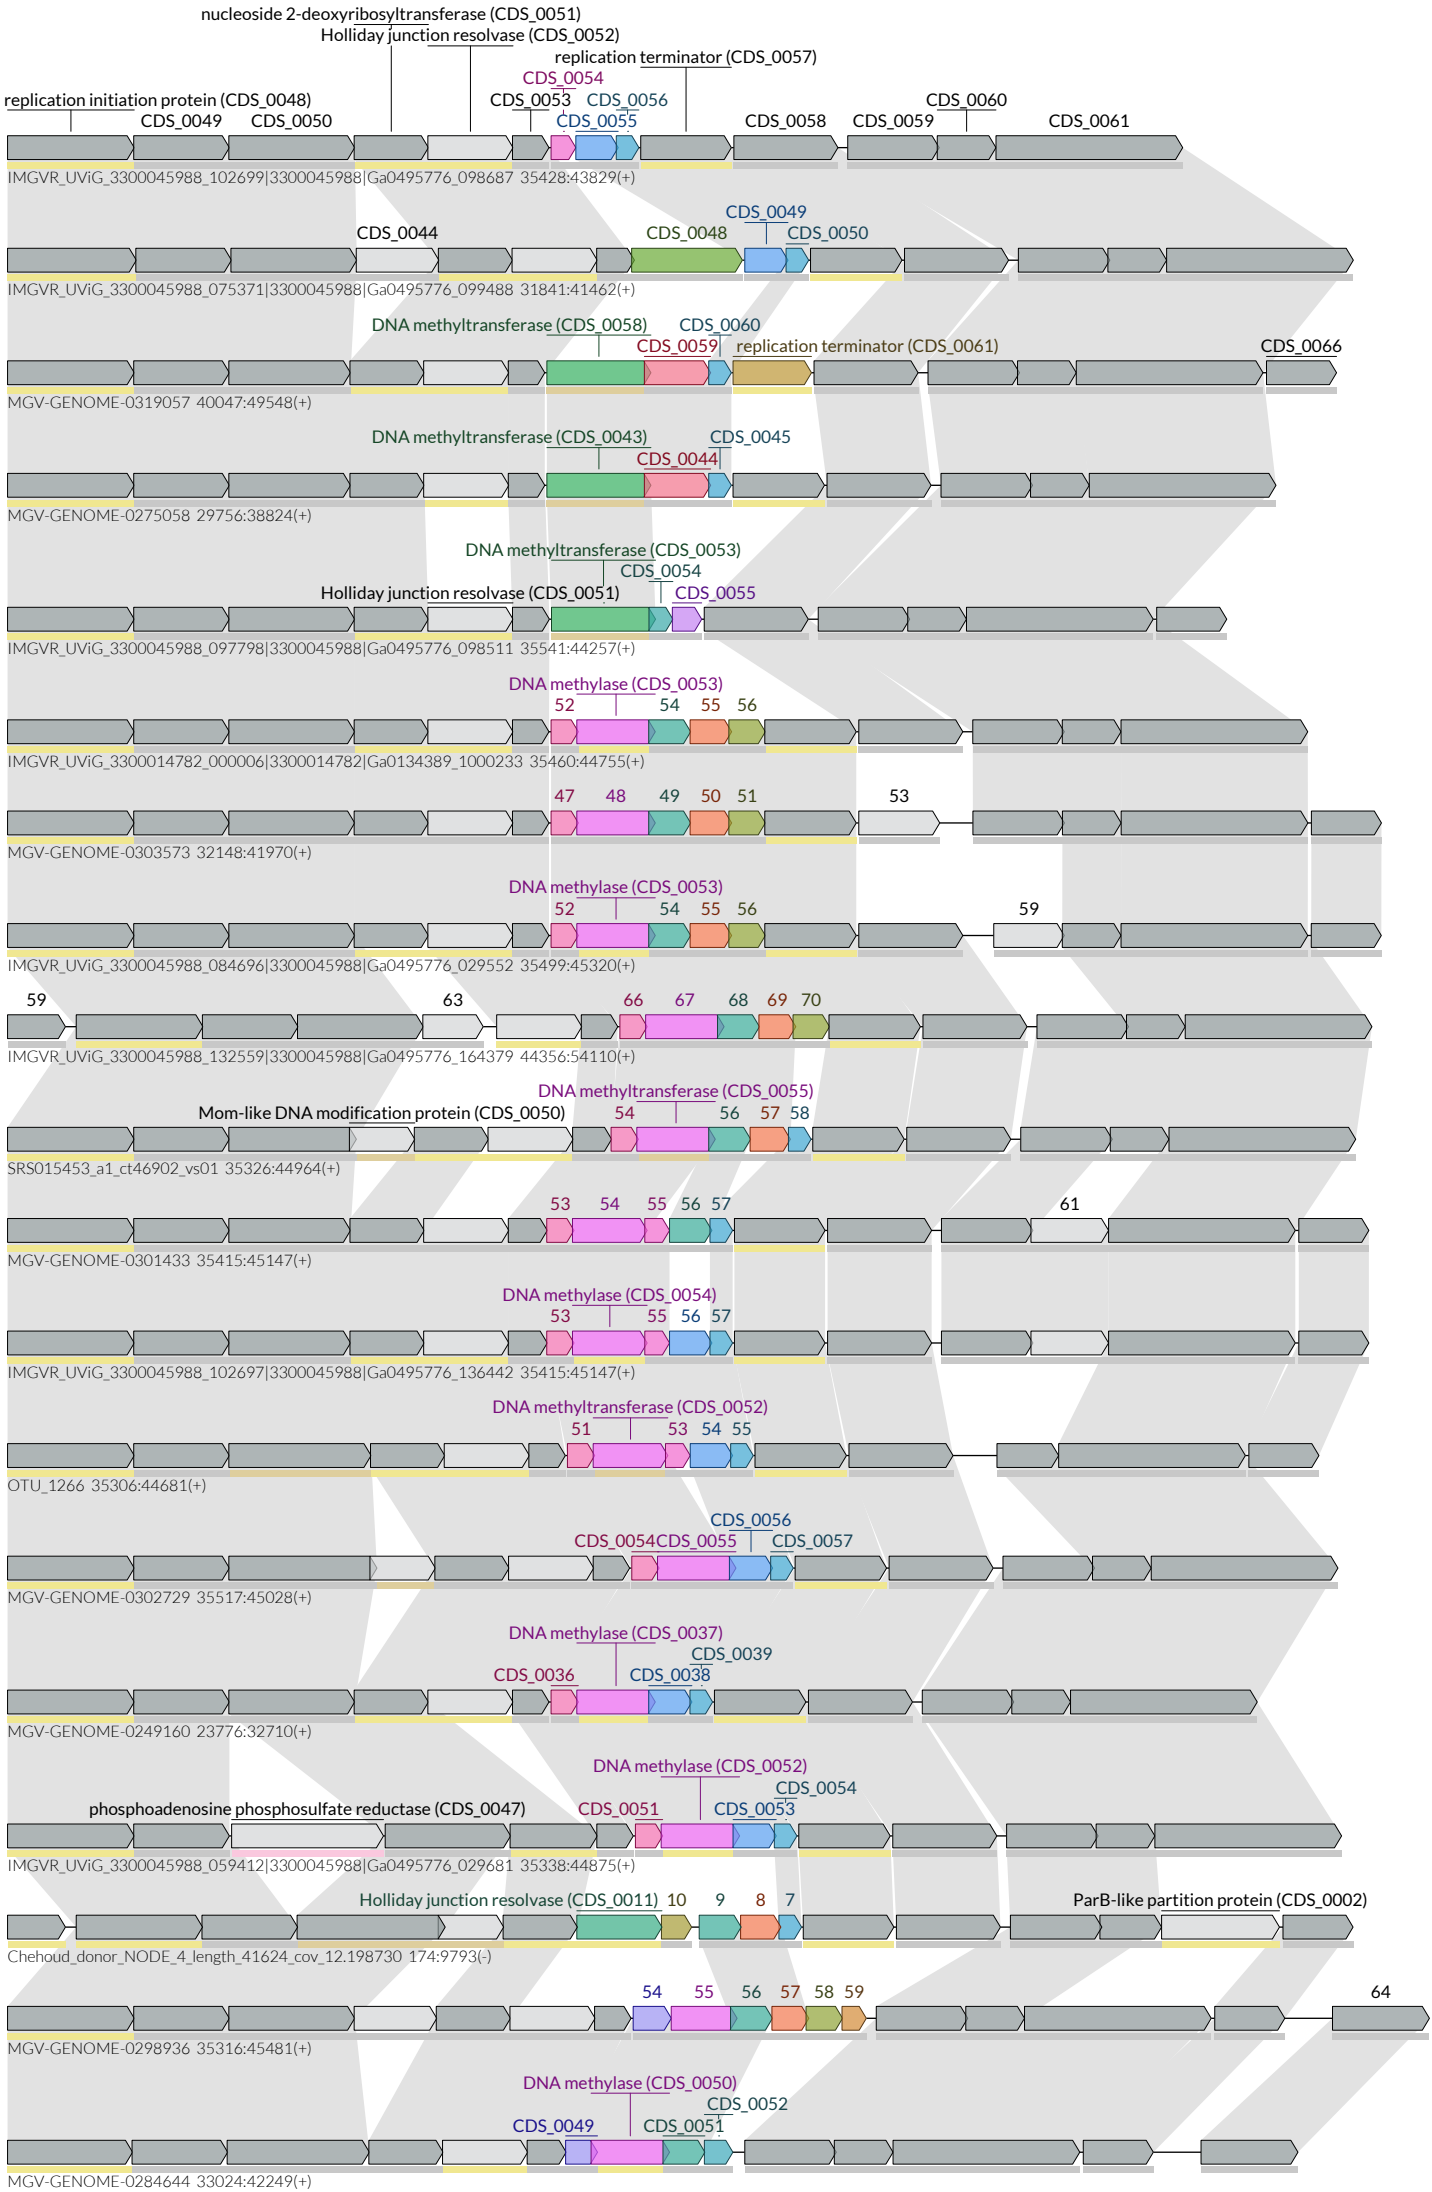 nucleoside 2-deoxyribosyltransferase (CDS_0051)
Holliday junction resolvase (CDS_0052)
replication terminator (CDS_0057)
CDS_0054
replication initiation protein (CDS_0048)
CDS_0053
CDS_0056
CDS_0060
CDS_0049
CDS_0050
CDS_0055
CDS_0058
CDS_0059
CDS_0061
IMGVR_UViG_3300045988_102699|3300045988|Ga0495776_098687 35428:43829(+)
CDS_0049
CDS_0044
CDS_0048
CDS_0050
IMGVR_UViG_3300045988_075371|3300045988|Ga0495776_099488 31841:41462(+)
DNA methyltransferase (CDS_0058)
CDS_0060
CDS_0059
replication terminator (CDS_0061)
CDS_0066
MGV-GENOME-0319057 40047:49548(+)
DNA methyltransferase (CDS_0043)
CDS_0045
CDS_0044
MGV-GENOME-0275058 29756:38824(+)
DNA methyltransferase (CDS_0053)
CDS_0054
Holliday junction resolvase (CDS_0051)
CDS_0055
IMGVR_UViG_3300045988_097798|3300045988|Ga0495776_098511 35541:44257(+)
DNA methylase (CDS_0053)
52 54 55 56
IMGVR_UViG_3300014782_000006|3300014782|Ga0134389_1000233 35460:44755(+)
47 48 49 50 51 53
MGV-GENOME-0303573 32148:41970(+)
DNA methylase (CDS_0053)
52 54 55 56 59
IMGVR_UViG_3300045988_084696|3300045988|Ga0495776_029552 35499:45320(+)
59 63 66 67 68 69 70
IMGVR_UViG_3300045988_132559|3300045988|Ga0495776_164379 44356:54110(+)
DNA methyltransferase (CDS_0055)
Mom-like DNA modification protein (CDS_0050)
54 56 57 58
SRS015453_a1_ct46902_vs01 35326:44964(+)
53 54 55 56 57 61
MGV-GENOME-0301433 35415:45147(+)
DNA methylase (CDS_0054)
53 55 56 57
IMGVR_UViG_3300045988_102697|3300045988|Ga0495776_136442 35415:45147(+)
DNA methyltransferase (CDS_0052)
51 53 54 55
OTU_1266 35306:44681(+)
CDS_0056
CDS_0054
CDS_0055
CDS_0057
MGV-GENOME-0302729 35517:45028(+)
DNA methylase (CDS_0037)
CDS_0039
CDS_0036
CDS_0038
MGV-GENOME-0249160 23776:32710(+)
DNA methylase (CDS_0052)
CDS_0054
phosphoadenosine phosphosulfate reductase (CDS_0047)
CDS_0051
CDS_0053
IMGVR_UViG_3300045988_059412|3300045988|Ga0495776_029681 35338:44875(+)
Holliday junction resolvase (CDS_0011)
10 9 8 7
ParB-like partition protein (CDS_0002)
Chehoud_donor_NODE_4_length_41624_cov_12.198730 174:9793(-)
54 55 56 57 58 59 64
MGV-GENOME-0298936 35316:45481(+)
DNA methylase (CDS_0050)
CDS_0052
CDS_0049
CDS_0051
MGV-GENOME-0284644 33024:42249(+)